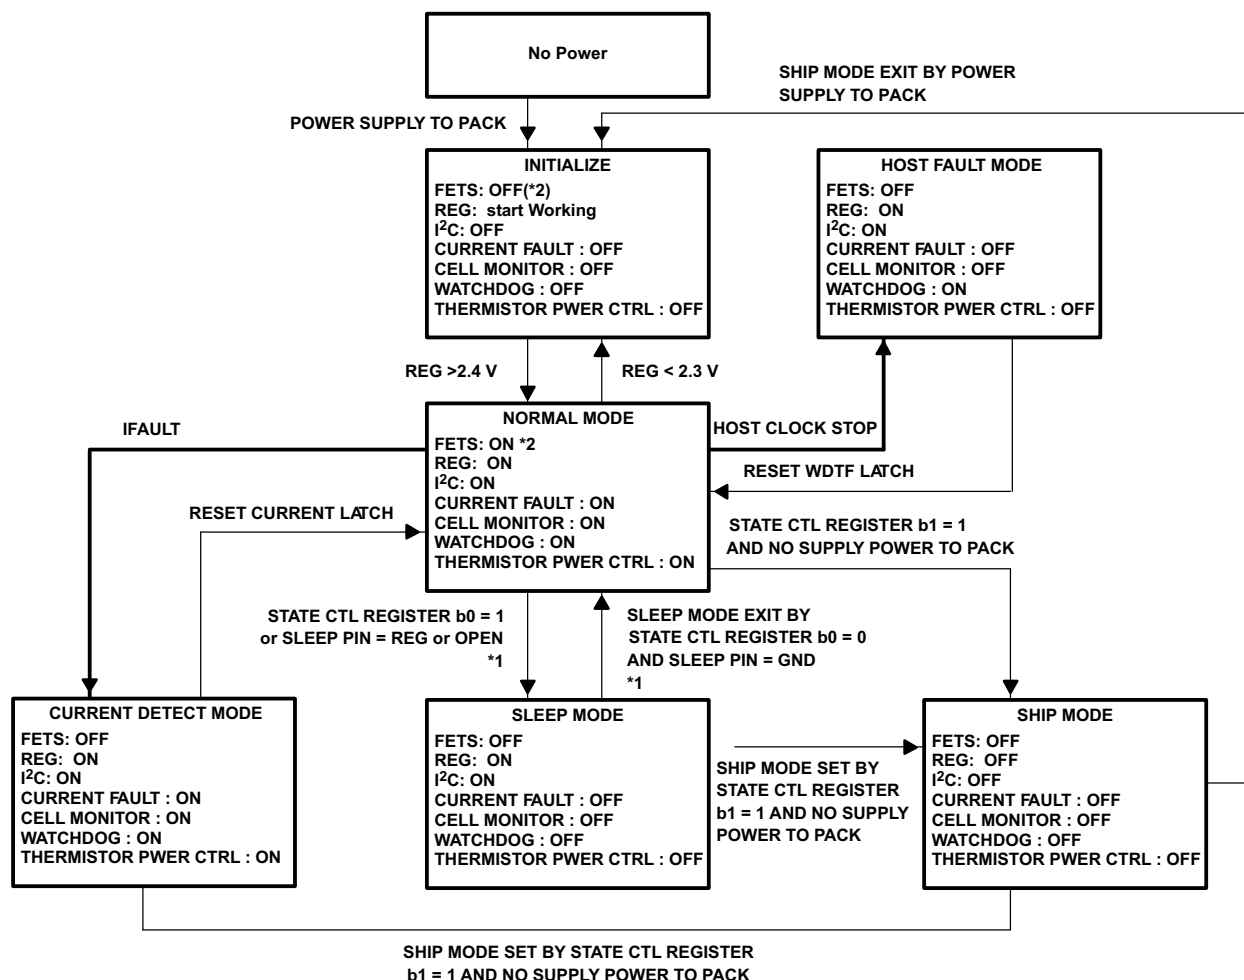 No Power
SHIP MODE EXIT BY POWER
SUPPLY TO PACK
POWER SUPPLY TO PACK
INITIALIZE
FETS: OFF(*2)
REG: start Working
I²C: OFF
CURRENT FAULT : OFF
CELL MONITOR : OFF
WATCHDOG : OFF
THERMISTOR PWER CTRL : OFF
HOST FAULT MODE
FETS: OFF
REG: ON
I²C: ON
CURRENT FAULT : OFF
CELL MONITOR : OFF
WATCHDOG : ON
THERMISTOR PWER CTRL : OFF
REG >2.4 V
REG < 2.3 V
IFAULT
NORMAL MODE
FETS: ON *2
REG: ON
I²C: ON
CURRENT FAULT : ON
CELL MONITOR : ON
WATCHDOG : ON
THERMISTOR PWER CTRL : ON
HOST CLOCK STOP
RESET WDTF LATCH
RESET CURRENT LATCH
STATE CTL REGISTER b1 = 1
AND NO SUPPLY POWER TO PACK
STATE CTL REGISTER b0 = 1
or SLEEP PIN = REG or OPEN
*1
SLEEP MODE EXIT BY
STATE CTL REGISTER b0 = 0
AND SLEEP PIN = GND
*1
CURRENT DETECT MODE
FETS: OFF
REG: ON
I²C: ON
CURRENT FAULT : ON
CELL MONITOR : ON
WATCHDOG : ON
THERMISTOR PWER CTRL : ON
SLEEP MODE
FETS: OFF
REG: ON
I²C: ON
CURRENT FAULT : OFF
CELL MONITOR : OFF
WATCHDOG : OFF
THERMISTOR PWER CTRL : OFF
SHIP MODE SET BY
STATE CTL REGISTER
b1 = 1 AND NO SUPPLY
POWER TO PACK
SHIP MODE
FETS: OFF
REG: OFF
I²C: OFF
CURRENT FAULT : OFF
CELL MONITOR : OFF
WATCHDOG : OFF
THERMISTOR PWER CTRL : OFF
SHIP MODE SET BY STATE CTL REGISTER
b1 = 1 AND NO SUPPLY POWER TO PACK